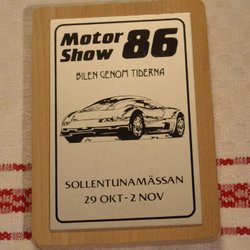 Motor Show 86
BILEN GENOM TIDERNA
SOLLENTUNAMÄSSAN
29 OKT-2 NOV